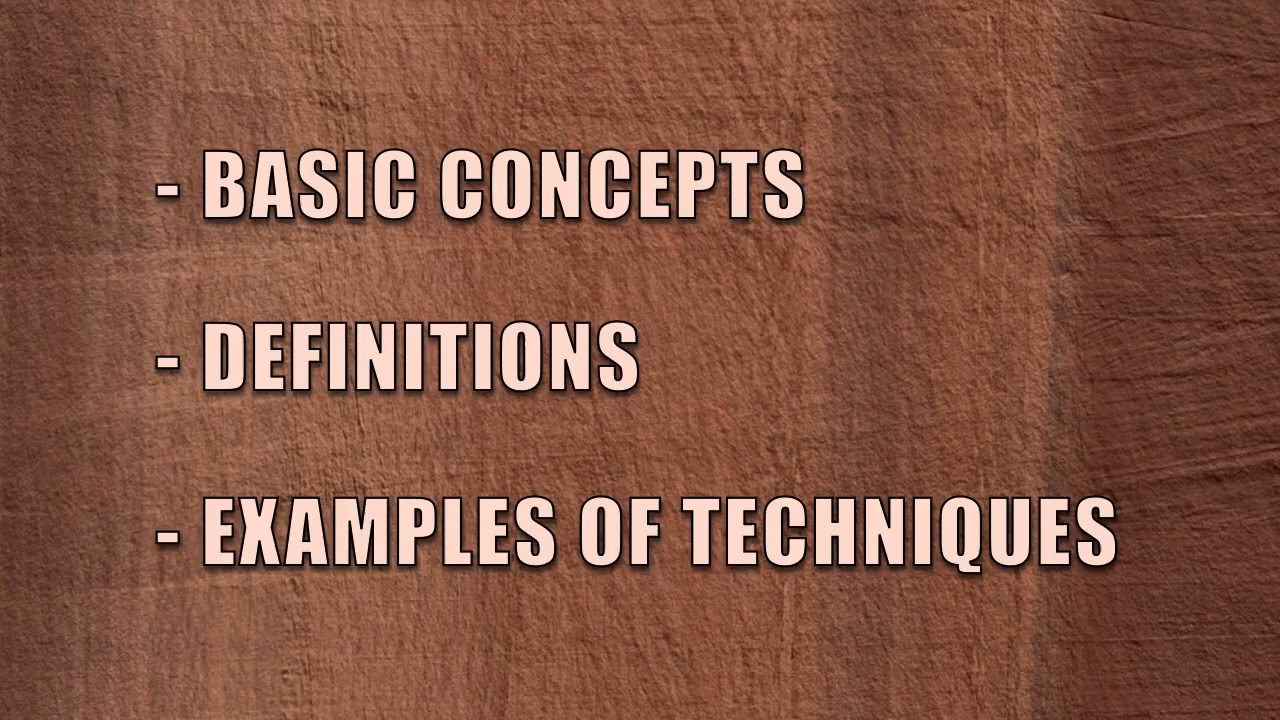 - BASIC CONCEPTS
- DEFINITIONS
- EXAMPLES OF TECHNIQUES